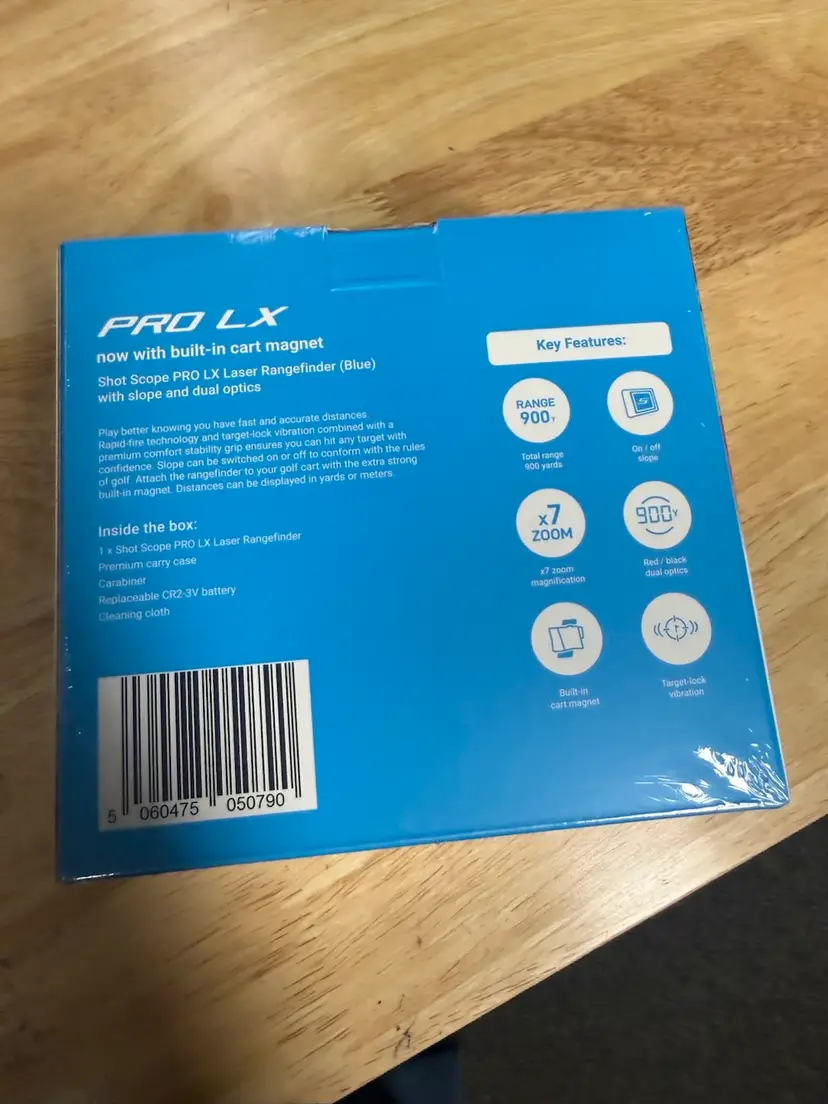 PRO LX
now with built-in cart magnet
Shot Scope PRO LX Laser Rangefinder (Blue)
with slope and dual optics
Play better knowing you have fast and accurate distances.
Rapid-fire technology and target-lock vibration combined with a
premium comfort stability grip ensures you can hit any target with
confidence. Slope can be switched on or off to conform with the rules
of golf. Attach the rangefinder to your golf cart with the extra strong
built-in magnet. Distances can be displayed in yards or meters.
Inside the box:
1 x Shot Scope PRO LX Laser Rangefinder
Premium carry case
Carabiner
Replaceable CR2-3V battery
Cleaning cloth
5 060475 050790
Key Features:
RANGE
900Y
Total range
900 yards
S
On / off
slope
x7
ZOOM
x7 zoom
magnification
900Y
Red / black
dual optics
Built-in
cart magnet
Target-lock
vibration